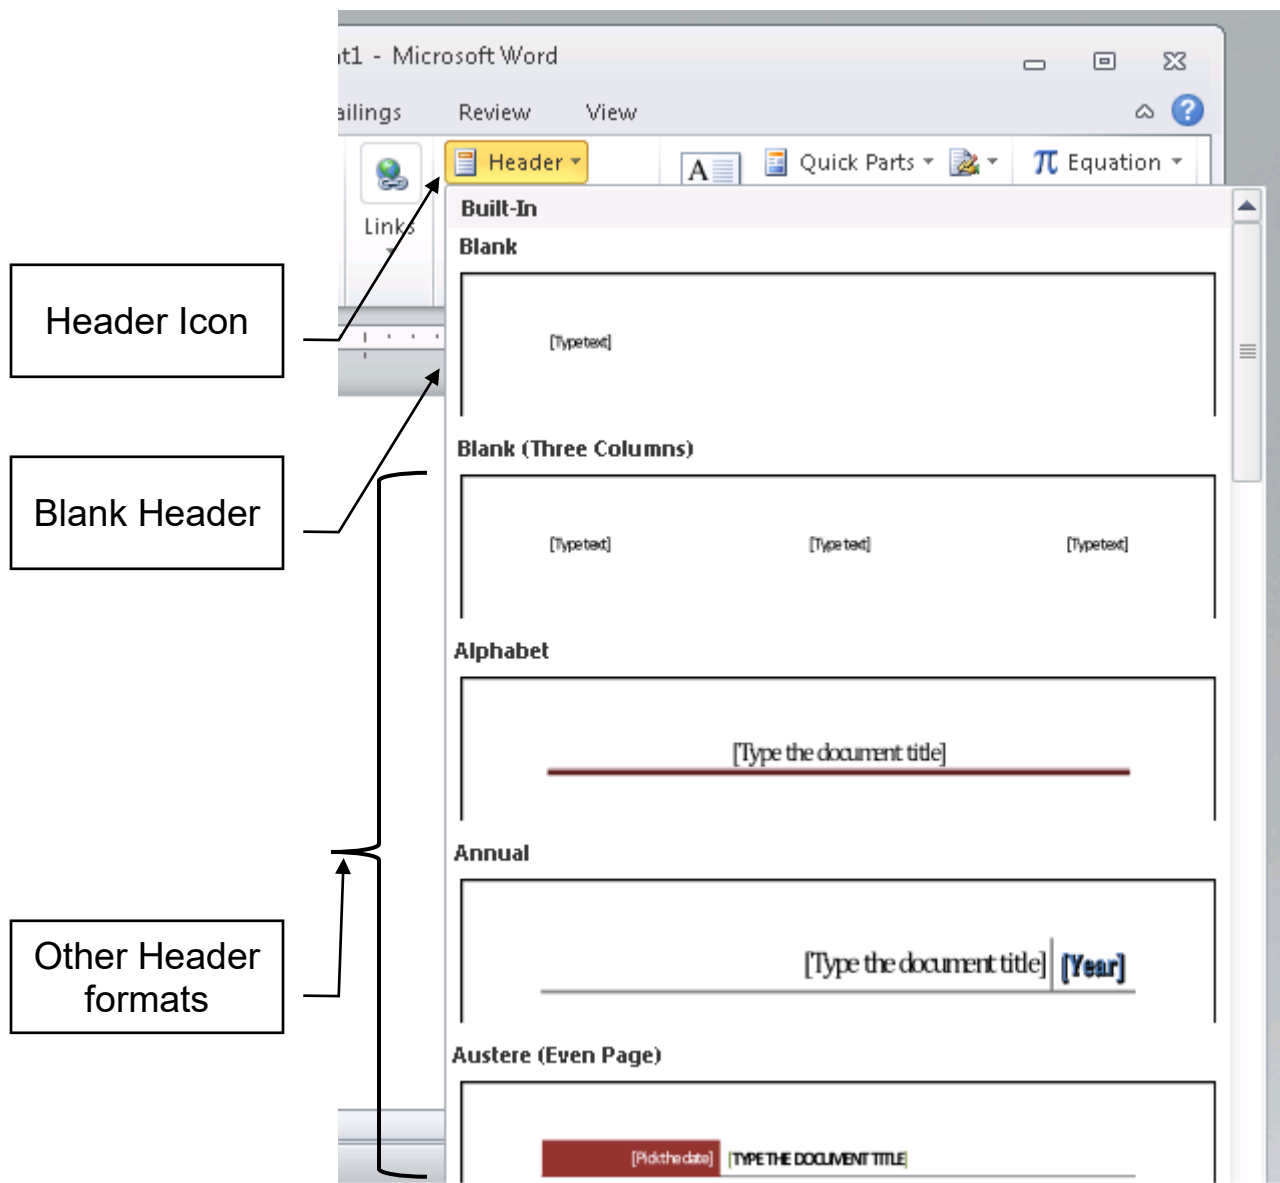 t1 - Microsoft Word
ailings Review View
Header Quick Parts Equation
A
Links
Built-In
Blank
[Type text]
Header Icon
Blank (Three Columns)
[Type text] [Type text] [Type text]
Blank Header
Alphabet
[Type the document title]
Annual
[Type the document title] [Year]
Other Header
formats
Austere (Even Page)
[Pick the date] [TYPE THE DOCUMENT TITLE]